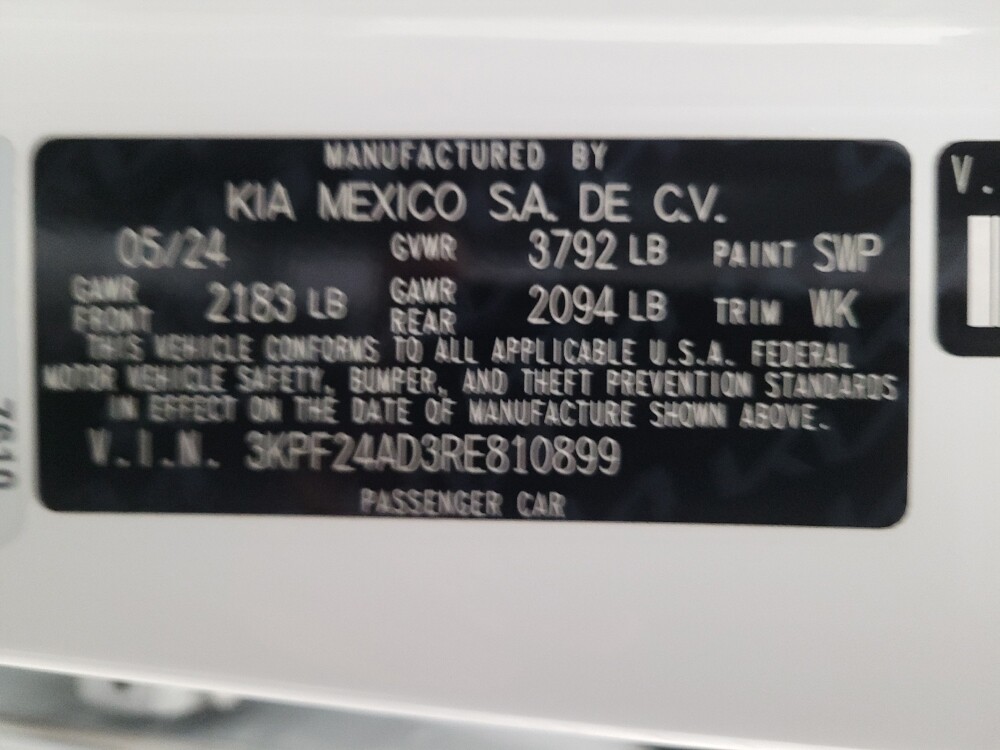 MANUFACTURED BY
KIA MEXICO S.A. DE C.V.
05/24 GVWR 3792 LB PAINT SWP
GAWR FRONT 2183 LB GAWR REAR 2094 LB TRIM WK
THIS VEHICLE CONFORMS TO ALL APPLICABLE U.S.A. FEDERAL
MOTOR VEHICLE SAFETY, BUMPER, AND THEFT PREVENTION STANDARDS
IN EFFECT ON THE DATE OF MANUFACTURE SHOWN ABOVE.
V.I.N. 3KPF24AD3RE810899
PASSENGER CAR
V.